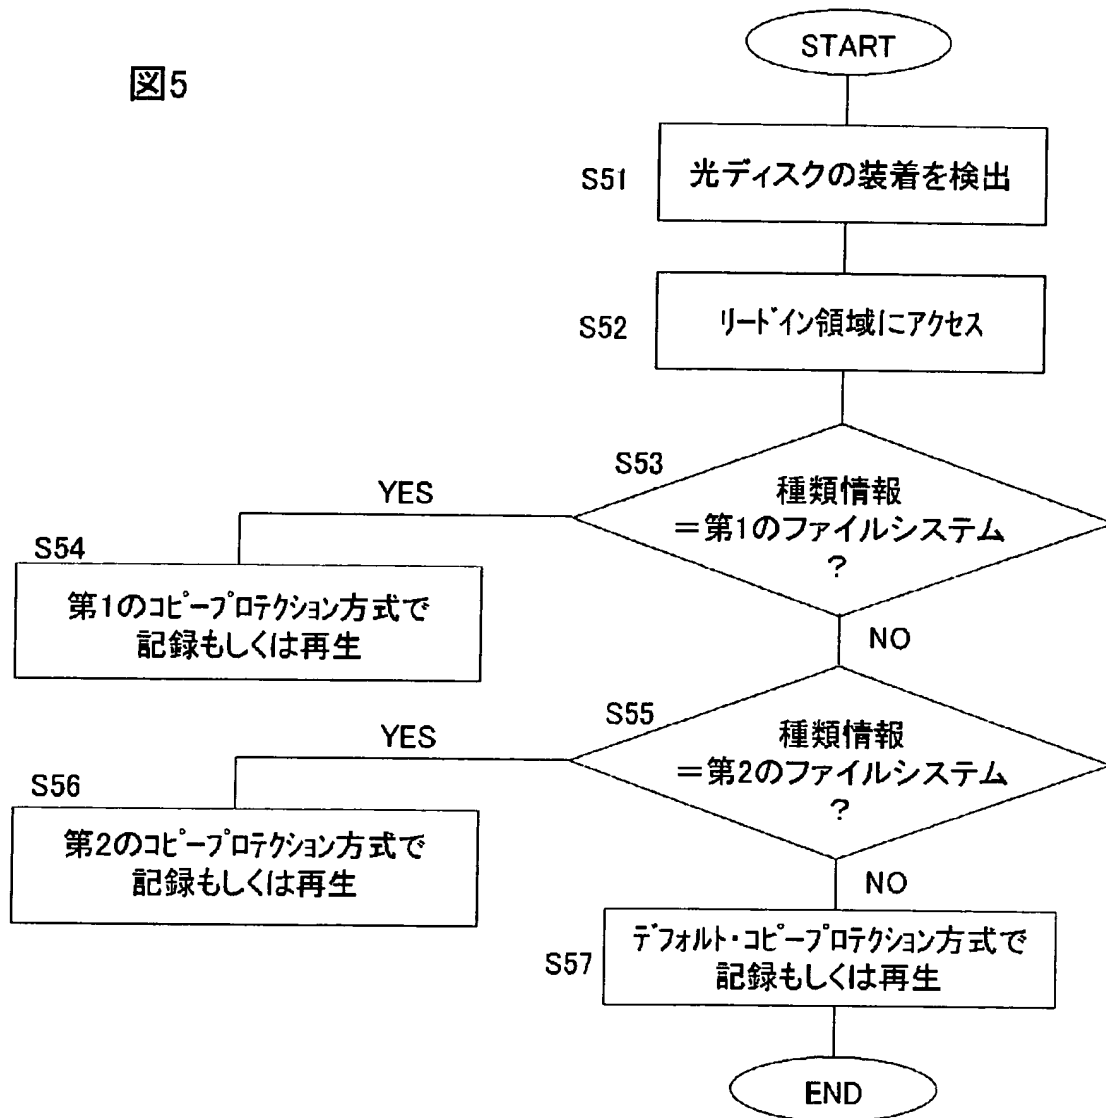 図5
START
S51
光ディスクの装着を検出
S52
ﾘｰﾄﾞｲﾝ領域にアクセス
S53
種類情報
＝第1のファイルシステム
？
YES
S54
第1のｺﾋﾟｰﾌﾟﾛﾃｸｼｮﾝ方式で
記録もしくは再生
NO
S55
種類情報
＝第2のファイルシステム
？
YES
S56
第2のｺﾋﾟｰﾌﾟﾛﾃｸｼｮﾝ方式で
記録もしくは再生
NO
S57
ﾃﾞﾌｫﾙﾄ・ｺﾋﾟｰﾌﾟﾛﾃｸｼｮﾝ方式で
記録もしくは再生
END